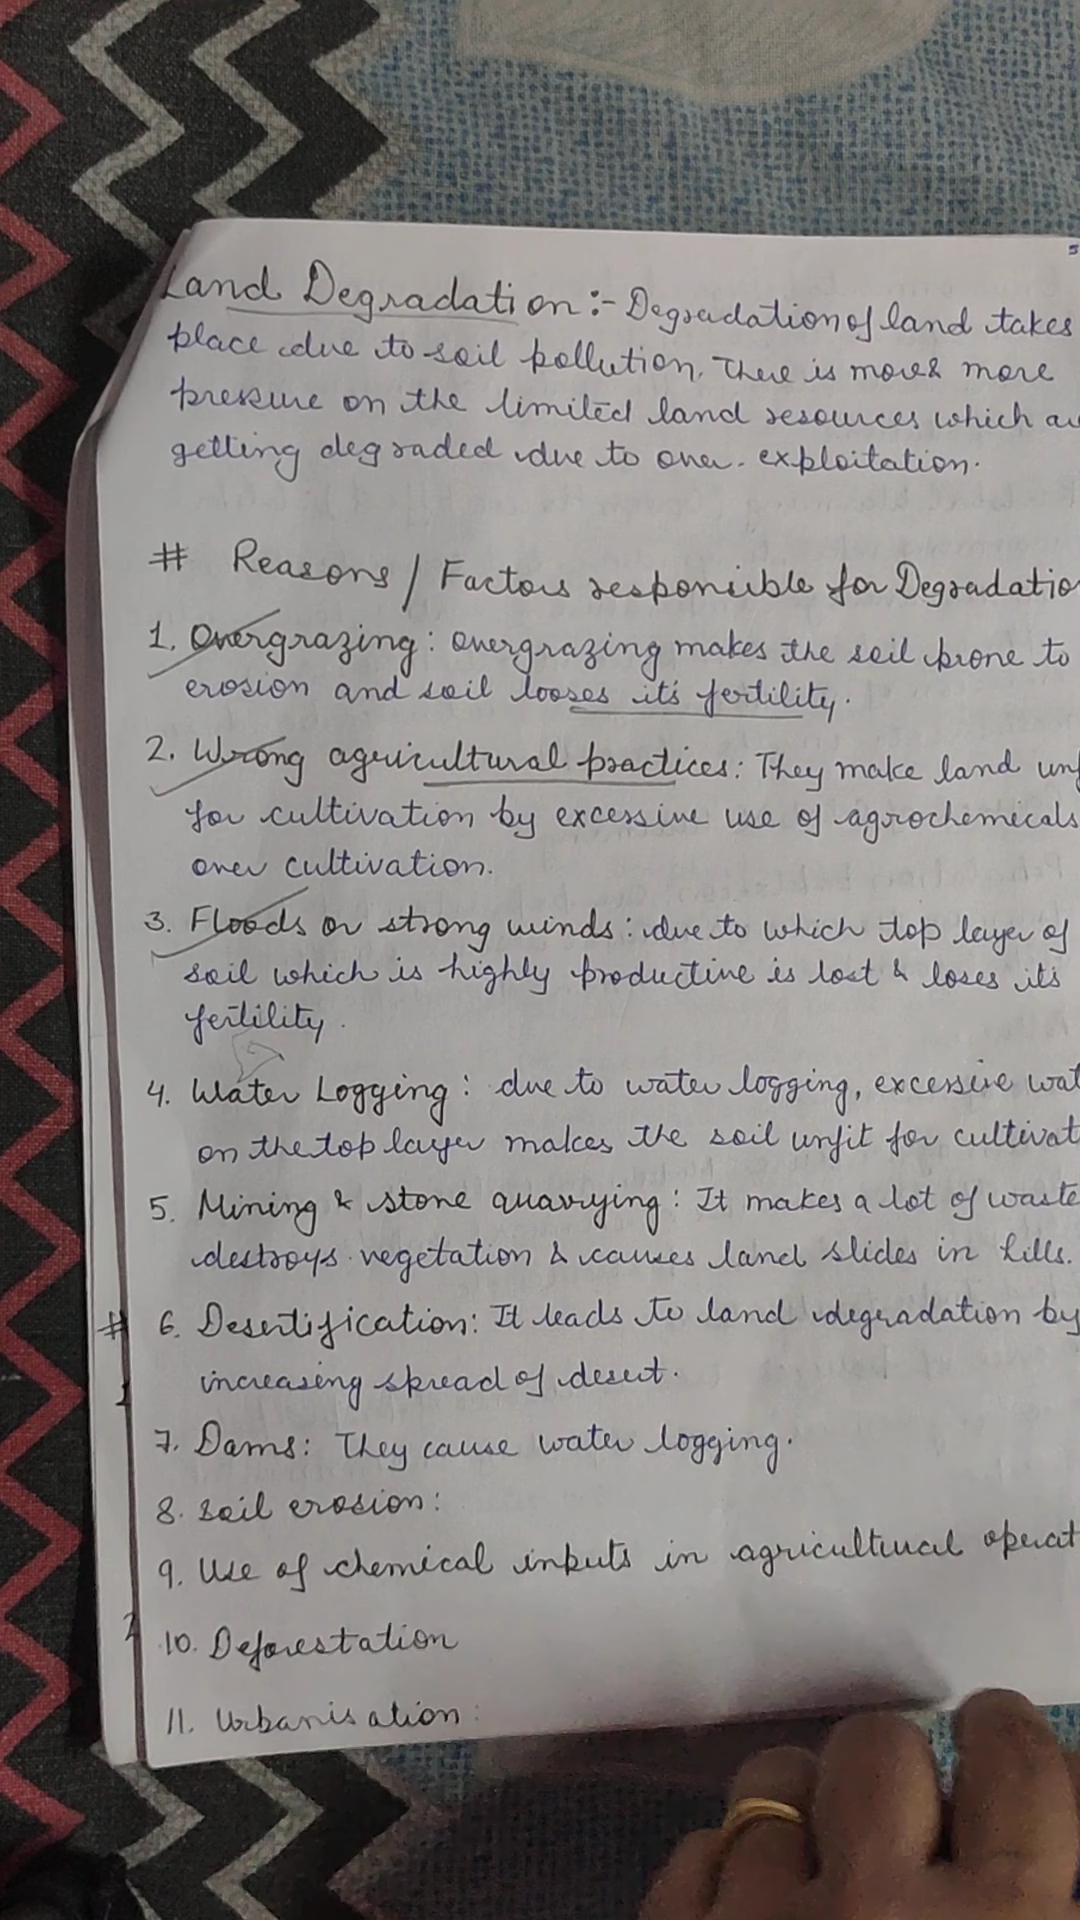 Land Degradation :- Degradation of land takes
place due to soil pollution. There is more & more
pressure on the limited land resources which
getting degraded due to over. exploitation.
# Reasons / Factors responsible for Degradatio
1. Overgrazing : Overgrazing makes the soil prone to
erosion and soil looses it's fertility.
2. Wrong agricultural practices : They make land
for cultivation by excessive use of agrochemicals
over cultivation.
3. Floods or strong winds : due to which top layer of
soil which is highly productive is lost & loses it's
fertility.
4. Water Logging : due to water logging, excessive wat
on the top layer makes the soil unfit for cultivat
5. Mining & stone quarrying : It makes a lot of waste
destroys vegetation & causes land slides in hills.
# 6. Desertification : It leads to land degradation by
increasing spread of desert.
1
7. Dams : They cause water logging.
8. Soil erosion :
9. Use of chemical inputs in agricultural operat
2
10. Deforestation
11. Urbanisation :